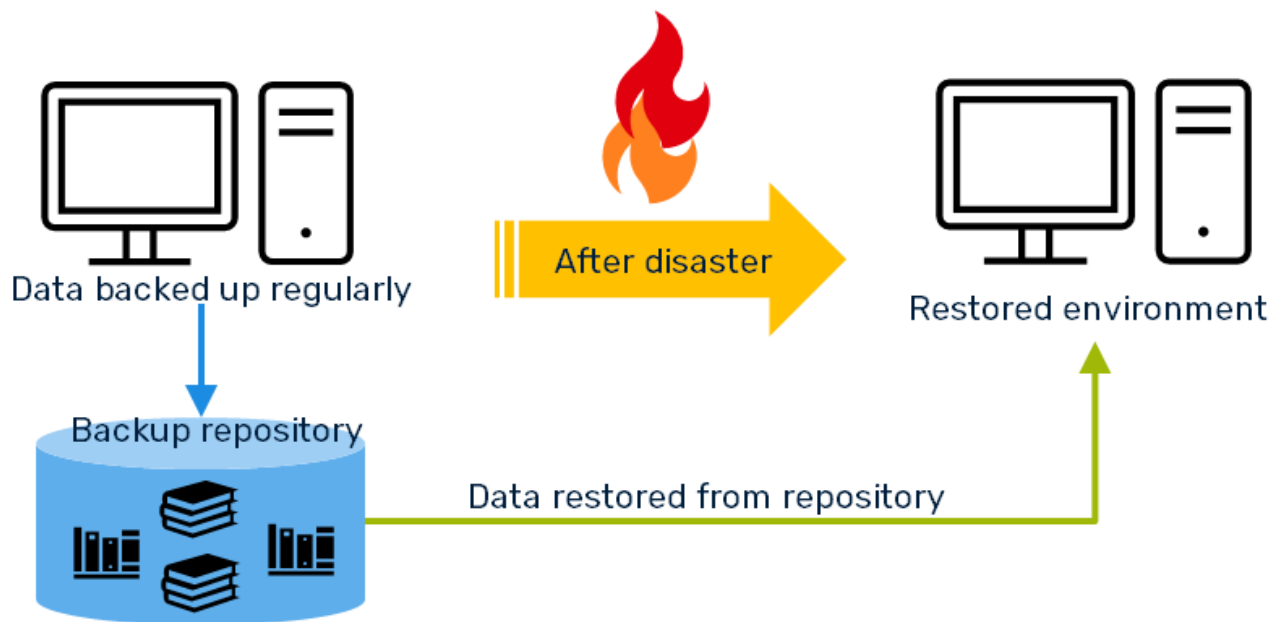 After disaster
Data backed up regularly
Restored environment
Backup repository
Data restored from repository